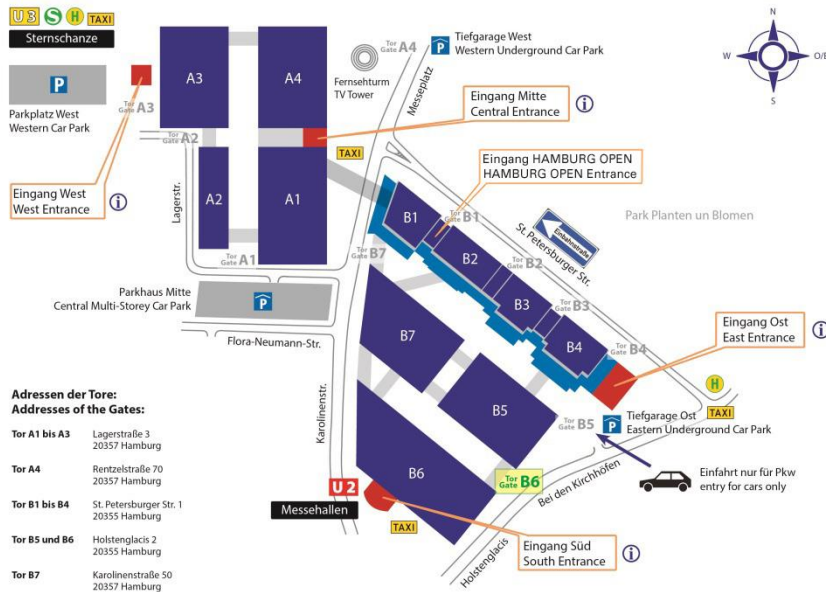 U3 S H TAXI
Sternschanze
P
Parkplatz West
Western Car Park
Tor Gate A3
A3
A4
Tor Gate A2
Eingang West
West Entrance
i
Lagerstr.
A2
A1
Tor Gate A1
Fernsehturm
TV Tower
Tor Gate A4
Messeplatz
P
Tiefgarage West
Western Underground Car Park
Eingang Mitte
Central Entrance
i
TAXI
N
W
O/E
S
Eingang HAMBURG OPEN
HAMBURG OPEN Entrance
Park Planten un Blomen
Einbahnstraße
St. Petersburger Str.
B1
Tor Gate B1
B2
Tor Gate B2
B3
Tor Gate B3
B4
Tor Gate B4
Tor Gate B7
B7
B5
B6
Parkhaus Mitte
Central Multi-Storey Car Park
P
Flora-Neumann-Str.
Karolinenstr.
Eingang Ost
East Entrance
i
H
TAXI
Tor Gate B5
P
Tiefgarage Ost
Eastern Underground Car Park
Einfahrt nur für Pkw
entry for cars only
Tor Gate B6
Bei den Kirchhöfen
Holstenglacis
U2
Messehallen
TAXI
Eingang Süd
South Entrance
i
Adressen der Tore:
Addresses of the Gates:
Tor A1 bis A3 Lagerstraße 3
20357 Hamburg
Tor A4 Rentzelstraße 70
20357 Hamburg
Tor B1 bis B4 St. Petersburger Str. 1
20355 Hamburg
Tor B5 und B6 Holstenglacis 2
20355 Hamburg
Tor B7 Karolinenstraße 50
20357 Hamburg